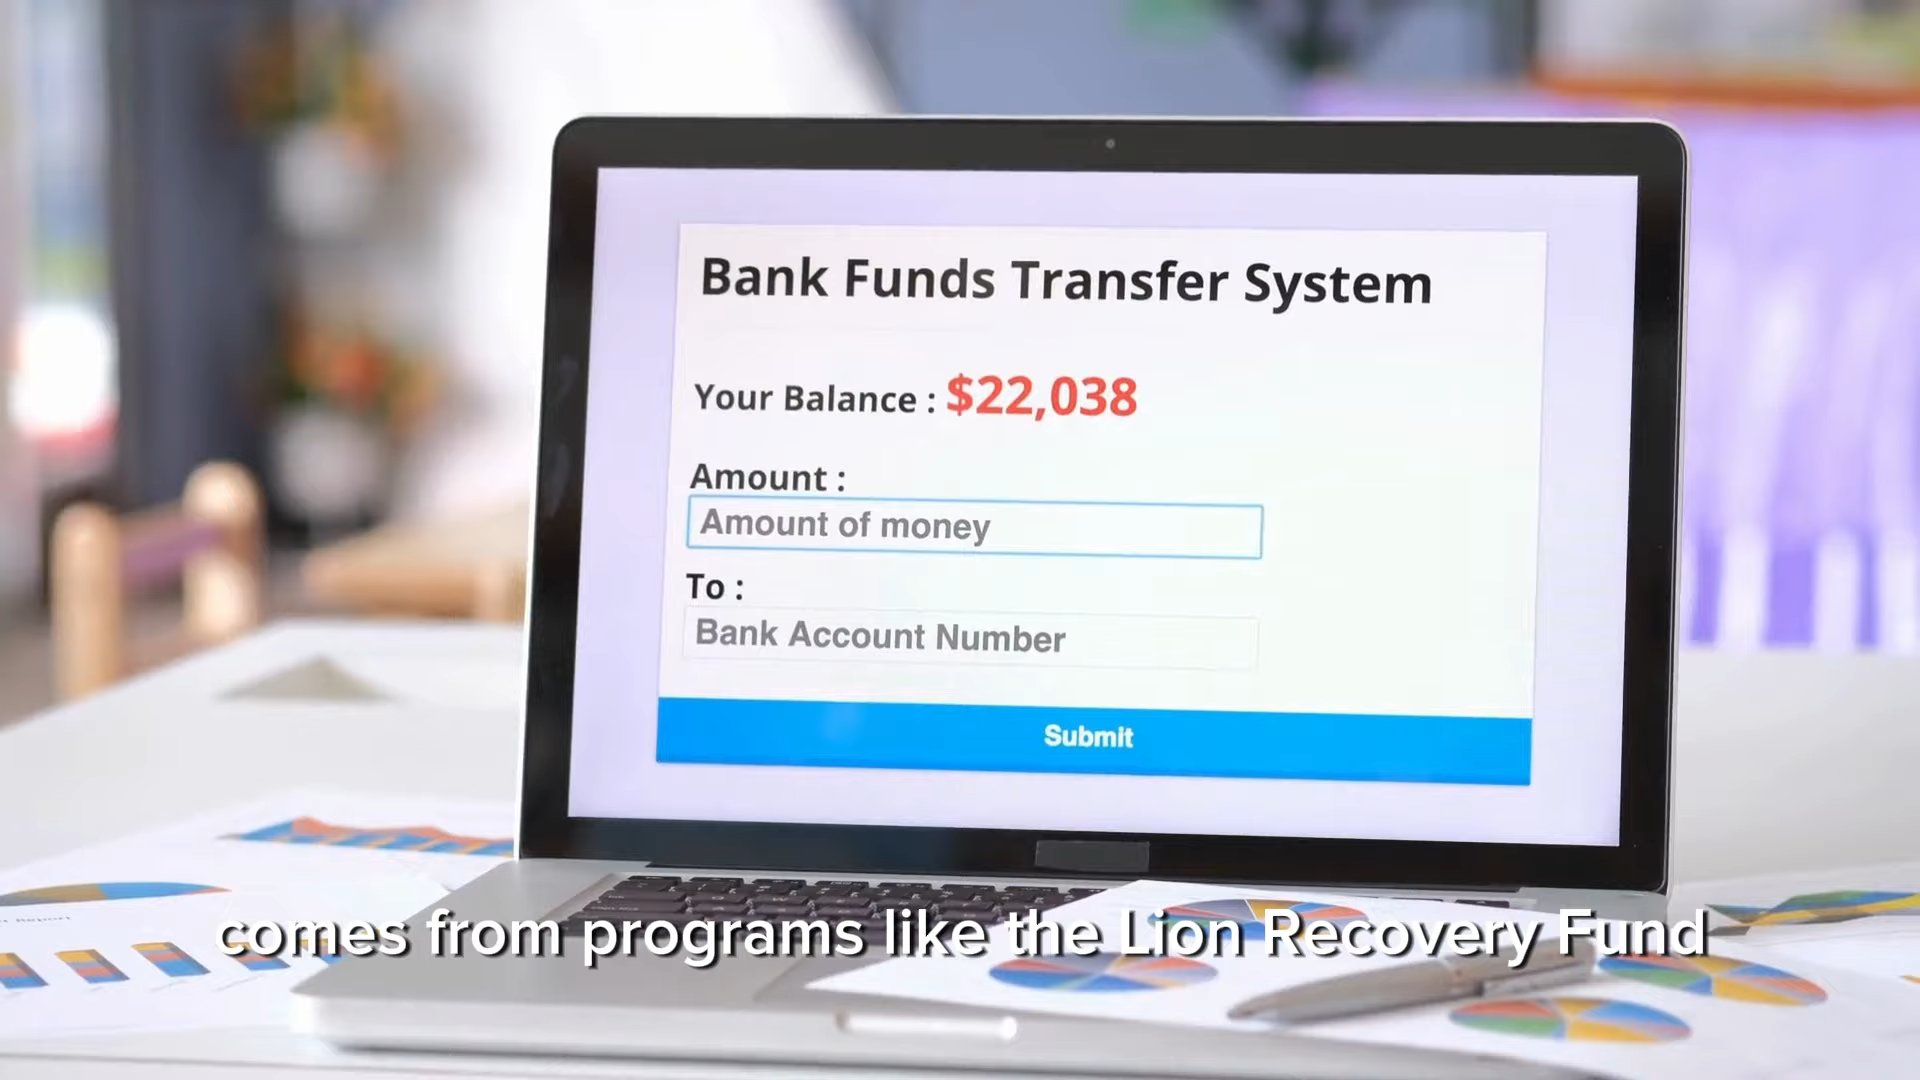 Bank Funds Transfer System
Your Balance : $22,038
Amount :
Amount of money
To :
Bank Account Number
Submit
comes from programs like the Lion Recovery Fund